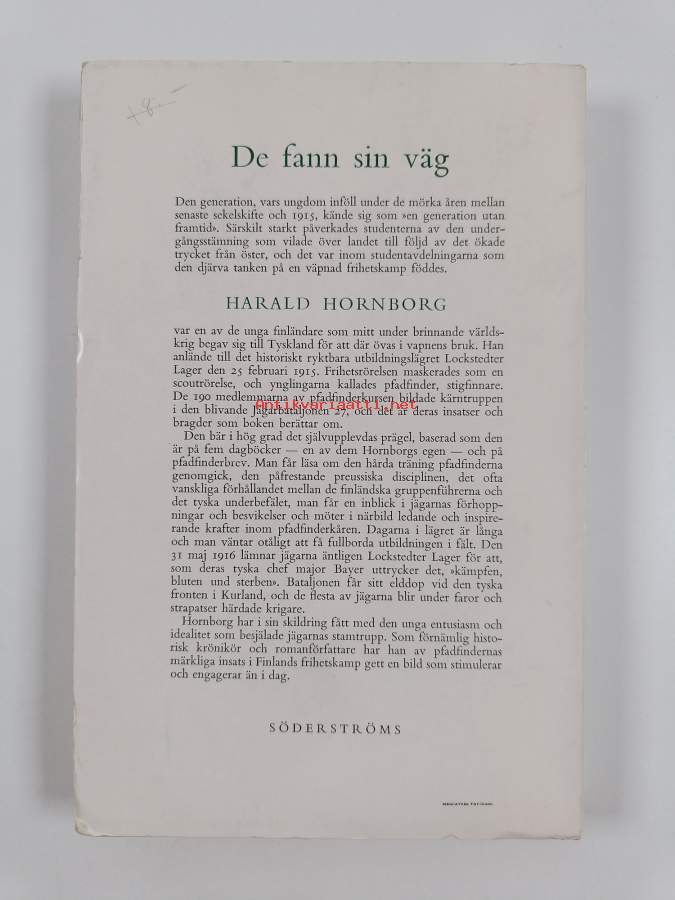 De fann sin väg
Den generation, vars ungdom inföll under de mörka åren mellan
senaste sekelskifte och 1915, kände sig som »en generation utan
framtid». Särskilt starkt påverkades studenterna av den under-
gångsstämning som vilade över landet till följd av det ökade
trycket från öster, och det var inom studentavdelningarna som
den djärva tanken på en väpnad frihetskamp föddes.
HARALD HORNBORG
var en av de unga finländare som mitt under brinnande världs-
krig begav sig till Tyskland för att där övas i vapnens bruk. Han
anlände till det historiskt ryktbara utbildningslägret Lockstedter
Lager den 25 februari 1915. Frihetsrörelsen maskerades som en
scoutrörelse, och ynglingarna kallades pfadfinder, stigfinnare.
De 190 medlemmarna av pfadfinderkursen bildade kärntruppen
Antikvariaatti.net
i den blivande Jägarbataljonen 27, och det är deras insatser och
bragder som boken berättar om.
Den bär i hög grad det självupplevdas prägel, baserad som den
är på fem dagböcker — en av dem Hornborgs egen — och på
pfadfinderbrev. Man får läsa om den hårda träning pfadfinderna
genomgick, den påfrestande preussiska disciplinen, det ofta
vanskliga förhållandet mellan de finländska gruppenführerna och
det tyska underbefälet, man får en inblick i jägarnas förhopp-
ningar och besvikelser och möter i närbild ledande och inspire-
rande krafter inom pfadfinderkåren. Dagarna i lägret är långa
och man väntar otåligt att få fullborda utbildningen i fält. Den
31 maj 1916 lämnar jägarna äntligen Lockstedter Lager för att,
som deras tyska chef major Bayer uttrycker det, »kämpfen,
bluten und sterben». Bataljonen får sitt elddop vid den tyska
fronten i Kurland, och de flesta av jägarna blir under faror och
strapatser härdade krigare.
Hornborg har i sin skildring fått med den unga entusiasm och
idealitet som besjälade jägarnas stamtrupp. Som förnämlig histo-
risk krönikör och romanförfattare har han av pfadfindernas
märkliga insats i Finlands frihetskamp gett en bild som stimulerar
och engagerar än i dag.
SÖDERSTRÖMS